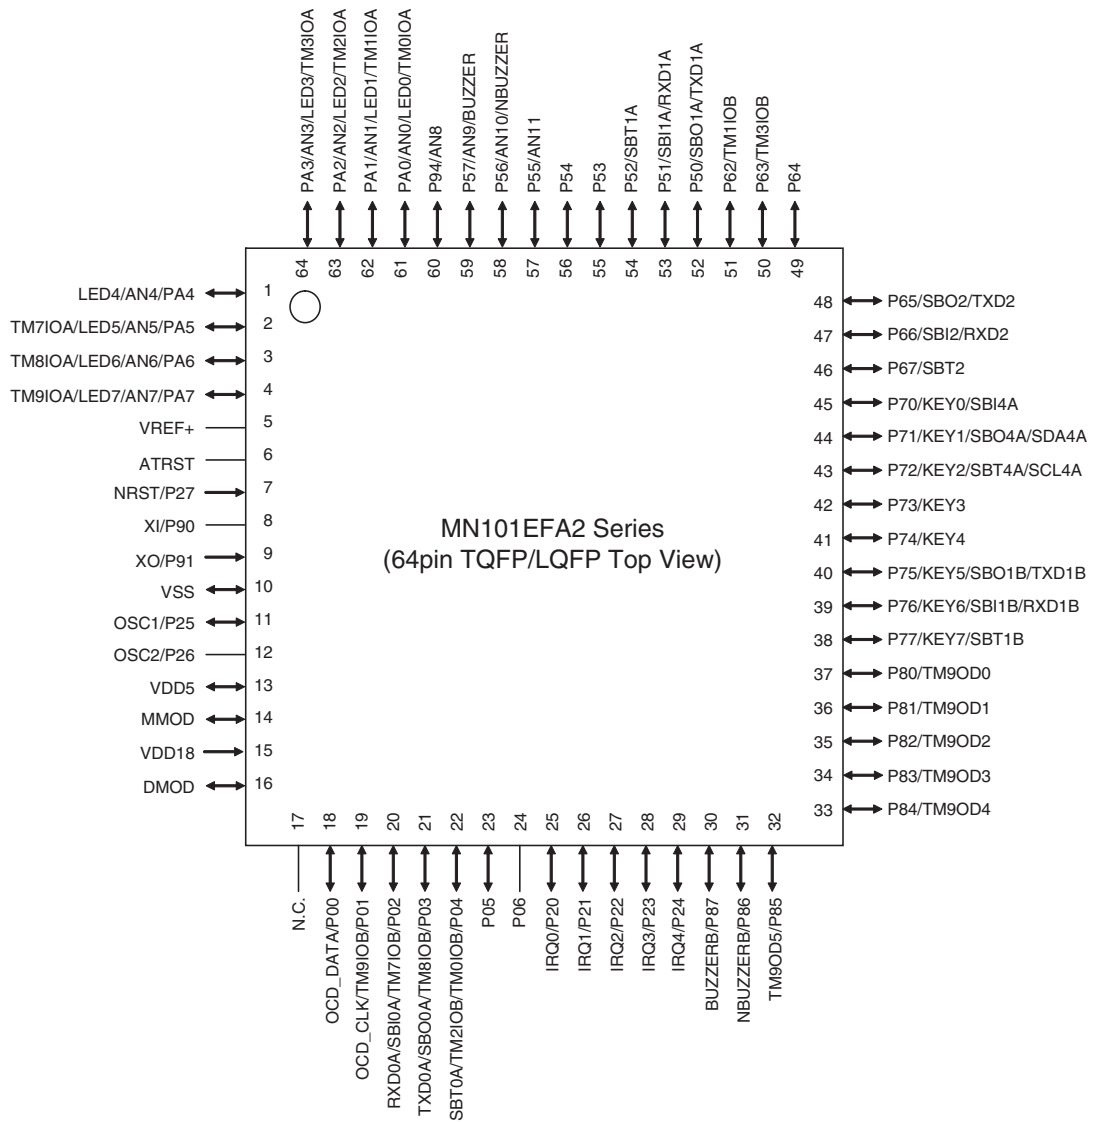 PA3/AN3/LED3/TM3IOA
PA2/AN2/LED2/TM2IOA
PA1/AN1/LED1/TM1IOA
PA0/AN0/LED0/TM0IOA
P94/AN8
P57/AN9/BUZZER
P56/AN10/NBUZZER
P55/AN11
P54
P53
P52/SBT1A
P51/SBI1A/RXD1A
P50/SBO1A/TXD1A
P62/TM1IOB
P63/TM3IOB
P64
64
63
62
61
60
59
58
57
56
55
54
53
52
51
50
49
LED4/AN4/PA4 1
TM7IOA/LED5/AN5/PA5 2
TM8IOA/LED6/AN6/PA6 3
TM9IOA/LED7/AN7/PA7 4
VREF+ 5
ATRST 6
NRST/P27 7
XI/P90 8
XO/P91 9
VSS 10
OSC1/P25 11
OSC2/P26 12
VDD5 13
MMOD 14
VDD18 15
DMOD 16
MN101EFA2 Series
(64pin TQFP/LQFP Top View)
48 P65/SBO2/TXD2
47 P66/SBI2/RXD2
46 P67/SBT2
45 P70/KEY0/SBI4A
44 P71/KEY1/SBO4A/SDA4A
43 P72/KEY2/SBT4A/SCL4A
42 P73/KEY3
41 P74/KEY4
40 P75/KEY5/SBO1B/TXD1B
39 P76/KEY6/SBI1B/RXD1B
38 P77/KEY7/SBT1B
37 P80/TM9OD0
36 P81/TM9OD1
35 P82/TM9OD2
34 P83/TM9OD3
33 P84/TM9OD4
17
18
19
20
21
22
23
24
25
26
27
28
29
30
31
32
N.C.
OCD_DATA/P00
OCD_CLK/TM9IOB/P01
RXD0A/SBI0A/TM7IOB/P02
TXD0A/SBO0A/TM8IOB/P03
SBT0A/TM2IOB/TM0IOB/P04
P05
P06
IRQ0/P20
IRQ1/P21
IRQ2/P22
IRQ3/P23
IRQ4/P24
BUZZERB/P87
NBUZZERB/P86
TM9OD5/P85